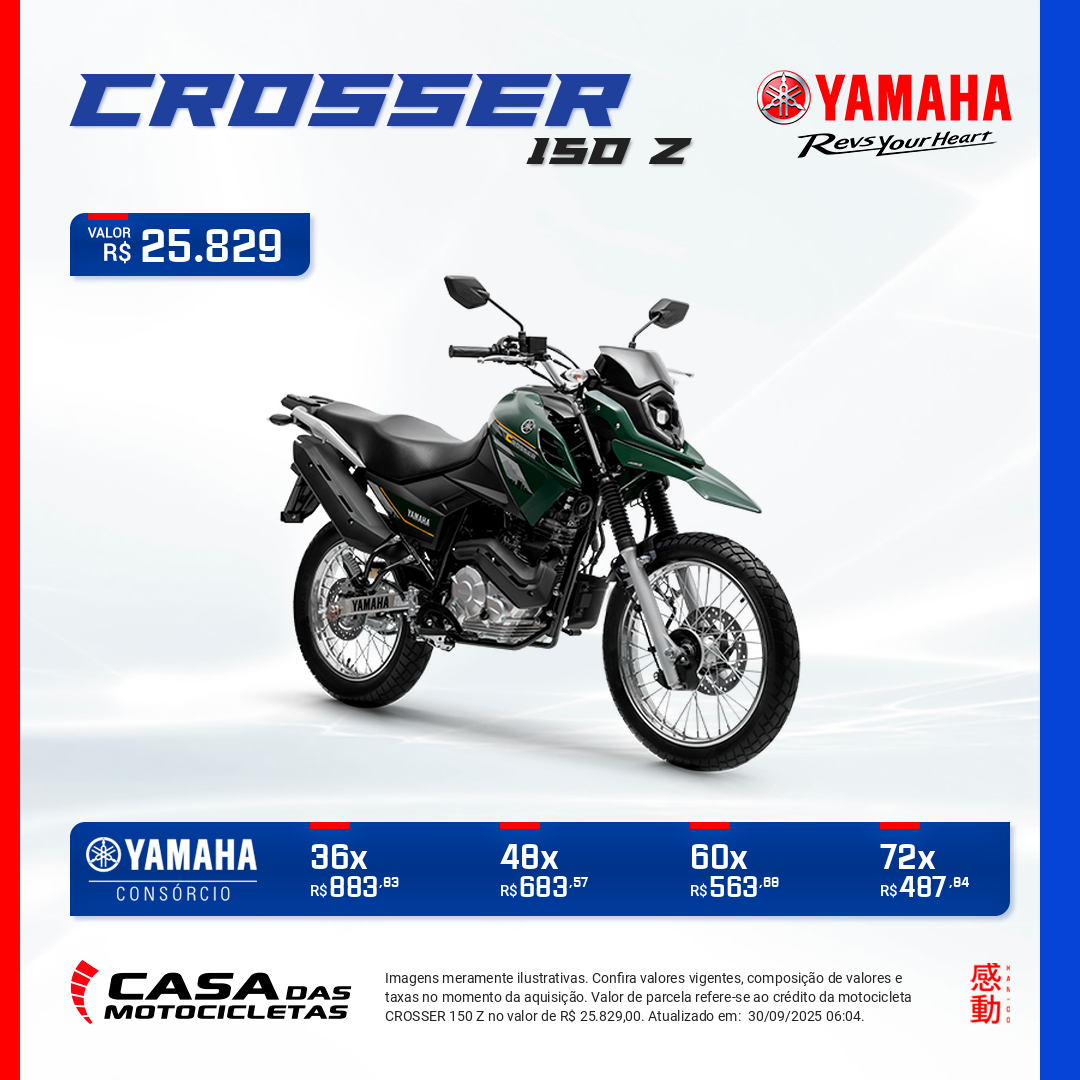 CROSSER
150 Z
YAMAHA
Revs Your Heart
VALOR
R$ 25.829
CROSSER
YAMAHA
YAMAHA
YAMAHA
CONSÓRCIO
36x
R$ 883,83
48x
R$ 683,57
60x
R$ 563,68
72x
R$ 487,84
CASA DAS
MOTOCICLETAS
Imagens meramente ilustrativas. Confira valores vigentes, composição de valores e
taxas no momento da aquisição. Valor de parcela refere-se ao crédito da motocicleta
CROSSER 150 Z no valor de R$ 25.829,00. Atualizado em: 30/09/2025 06:04.
感動